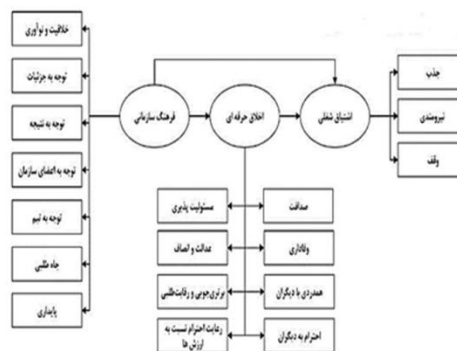 خلاقیت و نوآوری
توجه به جزئیات
توجه به نتیجه
توجه به اعضای سازمان
توجه به تیم
جاه طلبی
پایداری
فرهنگ سازمانی
اخلاق حرفه ای
اشتیاق شغلی
جذب
نیرومندی
وقف
صداقت
مسئولیت پذیری
وفاداری
عدالت و انصاف
همدردی با دیگران
برتری‌جویی و رقابت‌طلبی
احترام به دیگران
رعایت احترام نسبت به
ارزش ها